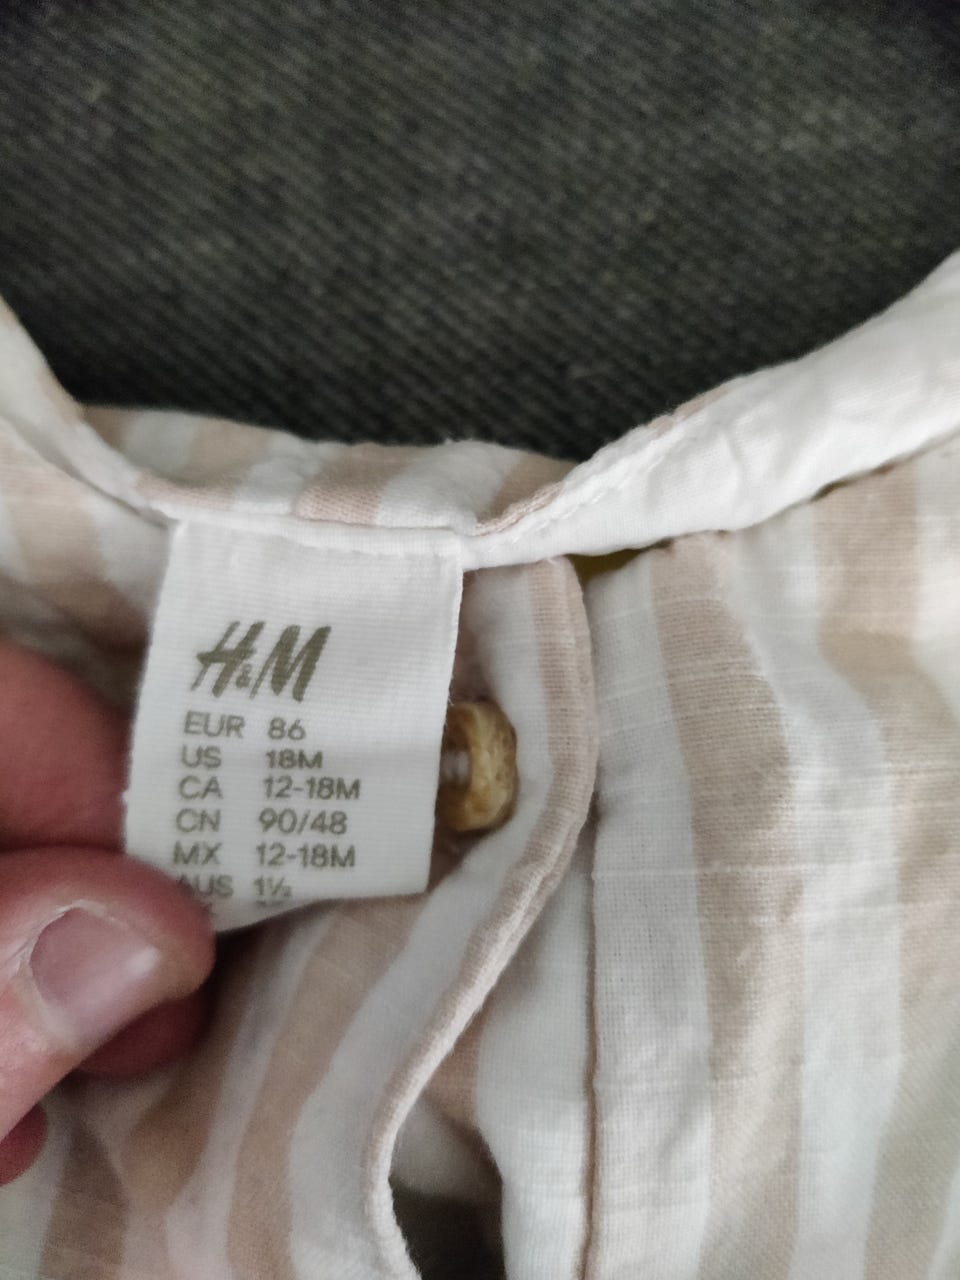 H&M
EUR 86
US 18M
CA 12-18M
CN 90/48
MX 12-18M
AUS 1½